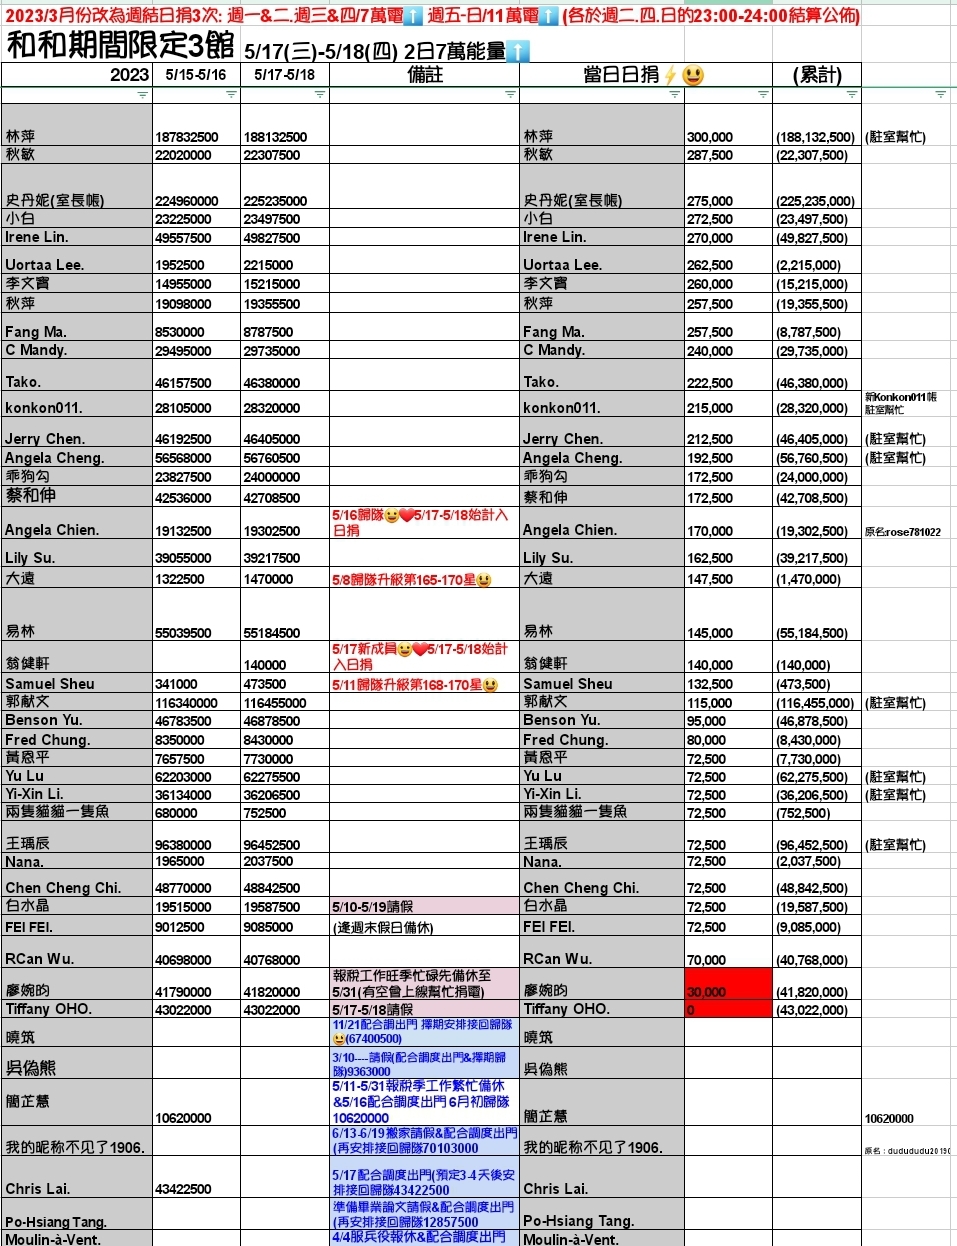 2023/3月份改為週結日捐3次: 週一&二.週三&四/7萬電⬆️ 週五-日/11萬電⬆️ (各於週二.四.日的23:00-24:00結算公佈)
和和期間限定3館 5/17(三)-5/18(四) 2日7萬能量⬆️
2023 5/15-5/16 5/17-5/18 備註 當日日捐⚡😃 (累計)
林萍 187832500 188132500 林萍 300,000 (188,132,500) (駐室幫忙)
秋敏 22020000 22307500 秋敏 287,500 (22,307,500)
史丹妮(室長帳) 224960000 225235000 史丹妮(室長帳) 275,000 (225,235,000)
小白 23225000 23497500 小白 272,500 (23,497,500)
Irene Lin. 49557500 49827500 Irene Lin. 270,000 (49,827,500)
Uortaa Lee. 1952500 2215000 Uortaa Lee. 262,500 (2,215,000)
李文寶 14955000 15215000 李文寶 260,000 (15,215,000)
秋萍 19098000 19355500 秋萍 257,500 (19,355,500)
Fang Ma. 8530000 8787500 Fang Ma. 257,500 (8,787,500)
C Mandy. 29495000 29735000 C Mandy. 240,000 (29,735,000)
Tako. 46157500 46380000 Tako. 222,500 (46,380,000)
konkon011. 28105000 28320000 konkon011. 215,000 (28,320,000) 新Konkon011帳
駐室幫忙
Jerry Chen. 46192500 46405000 Jerry Chen. 212,500 (46,405,000) (駐室幫忙)
Angela Cheng. 56568000 56760500 Angela Cheng. 192,500 (56,760,500) (駐室幫忙)
乖狗勾 23827500 24000000 乖狗勾 172,500 (24,000,000)
蔡和伸 42536000 42708500 蔡和伸 172,500 (42,708,500)
5/16歸隊😃❤️5/17-5/18始計入
Angela Chien. 19132500 19302500 日捐 Angela Chien. 170,000 (19,302,500) 原名:rose781022
Lily Su. 39055000 39217500 Lily Su. 162,500 (39,217,500)
大遠 1322500 1470000 5/8歸隊升級第165-170星😃 大遠 147,500 (1,470,000)
易林 55039500 55184500 易林 145,000 (55,184,500)
5/17新成員😃❤️5/17-5/18始計
翁健軒 140000 入日捐 翁健軒 140,000 (140,000)
Samuel Sheu 341000 473500 5/11歸隊升級第168-170星😃 Samuel Sheu 132,500 (473,500)
郭献文 116340000 116455000 郭献文 115,000 (116,455,000) (駐室幫忙)
Benson Yu. 46783500 46878500 Benson Yu. 95,000 (46,878,500)
Fred Chung. 8350000 8430000 Fred Chung. 80,000 (8,430,000)
黃恩平 7657500 7730000 黃恩平 72,500 (7,730,000)
Yu Lu 62203000 62275500 Yu Lu 72,500 (62,275,500) (駐室幫忙)
Yi-Xin Li. 36134000 36206500 Yi-Xin Li. 72,500 (36,206,500) (駐室幫忙)
兩隻貓貓一隻魚 680000 752500 兩隻貓貓一隻魚 72,500 (752,500)
王瑀辰 96380000 96452500 王瑀辰 72,500 (96,452,500) (駐室幫忙)
Nana. 1965000 2037500 Nana. 72,500 (2,037,500)
Chen Cheng Chi. 48770000 48842500 Chen Cheng Chi. 72,500 (48,842,500)
白水晶 19515000 19587500 5/10-5/19請假 白水晶 72,500 (19,587,500)
FEI FEI. 9012500 9085000 (逢週末假日備休) FEI FEI. 72,500 (9,085,000)
RCan Wu. 40698000 40768000 RCan Wu. 70,000 (40,768,000)
報稅工作旺季忙碌先備休至
廖婉昀 41790000 41820000 5/31(有空會上線幫忙捐電) 廖婉昀 30,000 (41,820,000)
Tiffany OHO. 43022000 43022000 5/17-5/18請假 Tiffany OHO. 0 (43,022,000)
11/21配合調出門 擇期安排接回歸隊
曉筑 😃(67400500) 曉筑
3/10----請假(配合調度出門&擇期歸
吳偽熊 隊)9363000 吳偽熊
5/11-5/31報稅季工作繁忙備休
&5/16配合調度出門 6月初歸隊
簡芷慧 10620000 10620000 簡芷慧 10620000
6/13-6/19搬家請假&配合調度出門
我的昵称不见了1906. (再安排接回歸隊70103000 我的昵称不见了1906. 原名：dudududu20190
5/17配合調度出門(預定3-4天後安
Chris Lai. 43422500 排接回歸隊43422500 Chris Lai.
準備畢業論文請假&配合調度出門
Po-Hsiang Tang. (再安排接回歸隊12857500 Po-Hsiang Tang.
Moulin-à-Vent. 4/4服兵役報休&配合調度出門 Moulin-à-Vent.